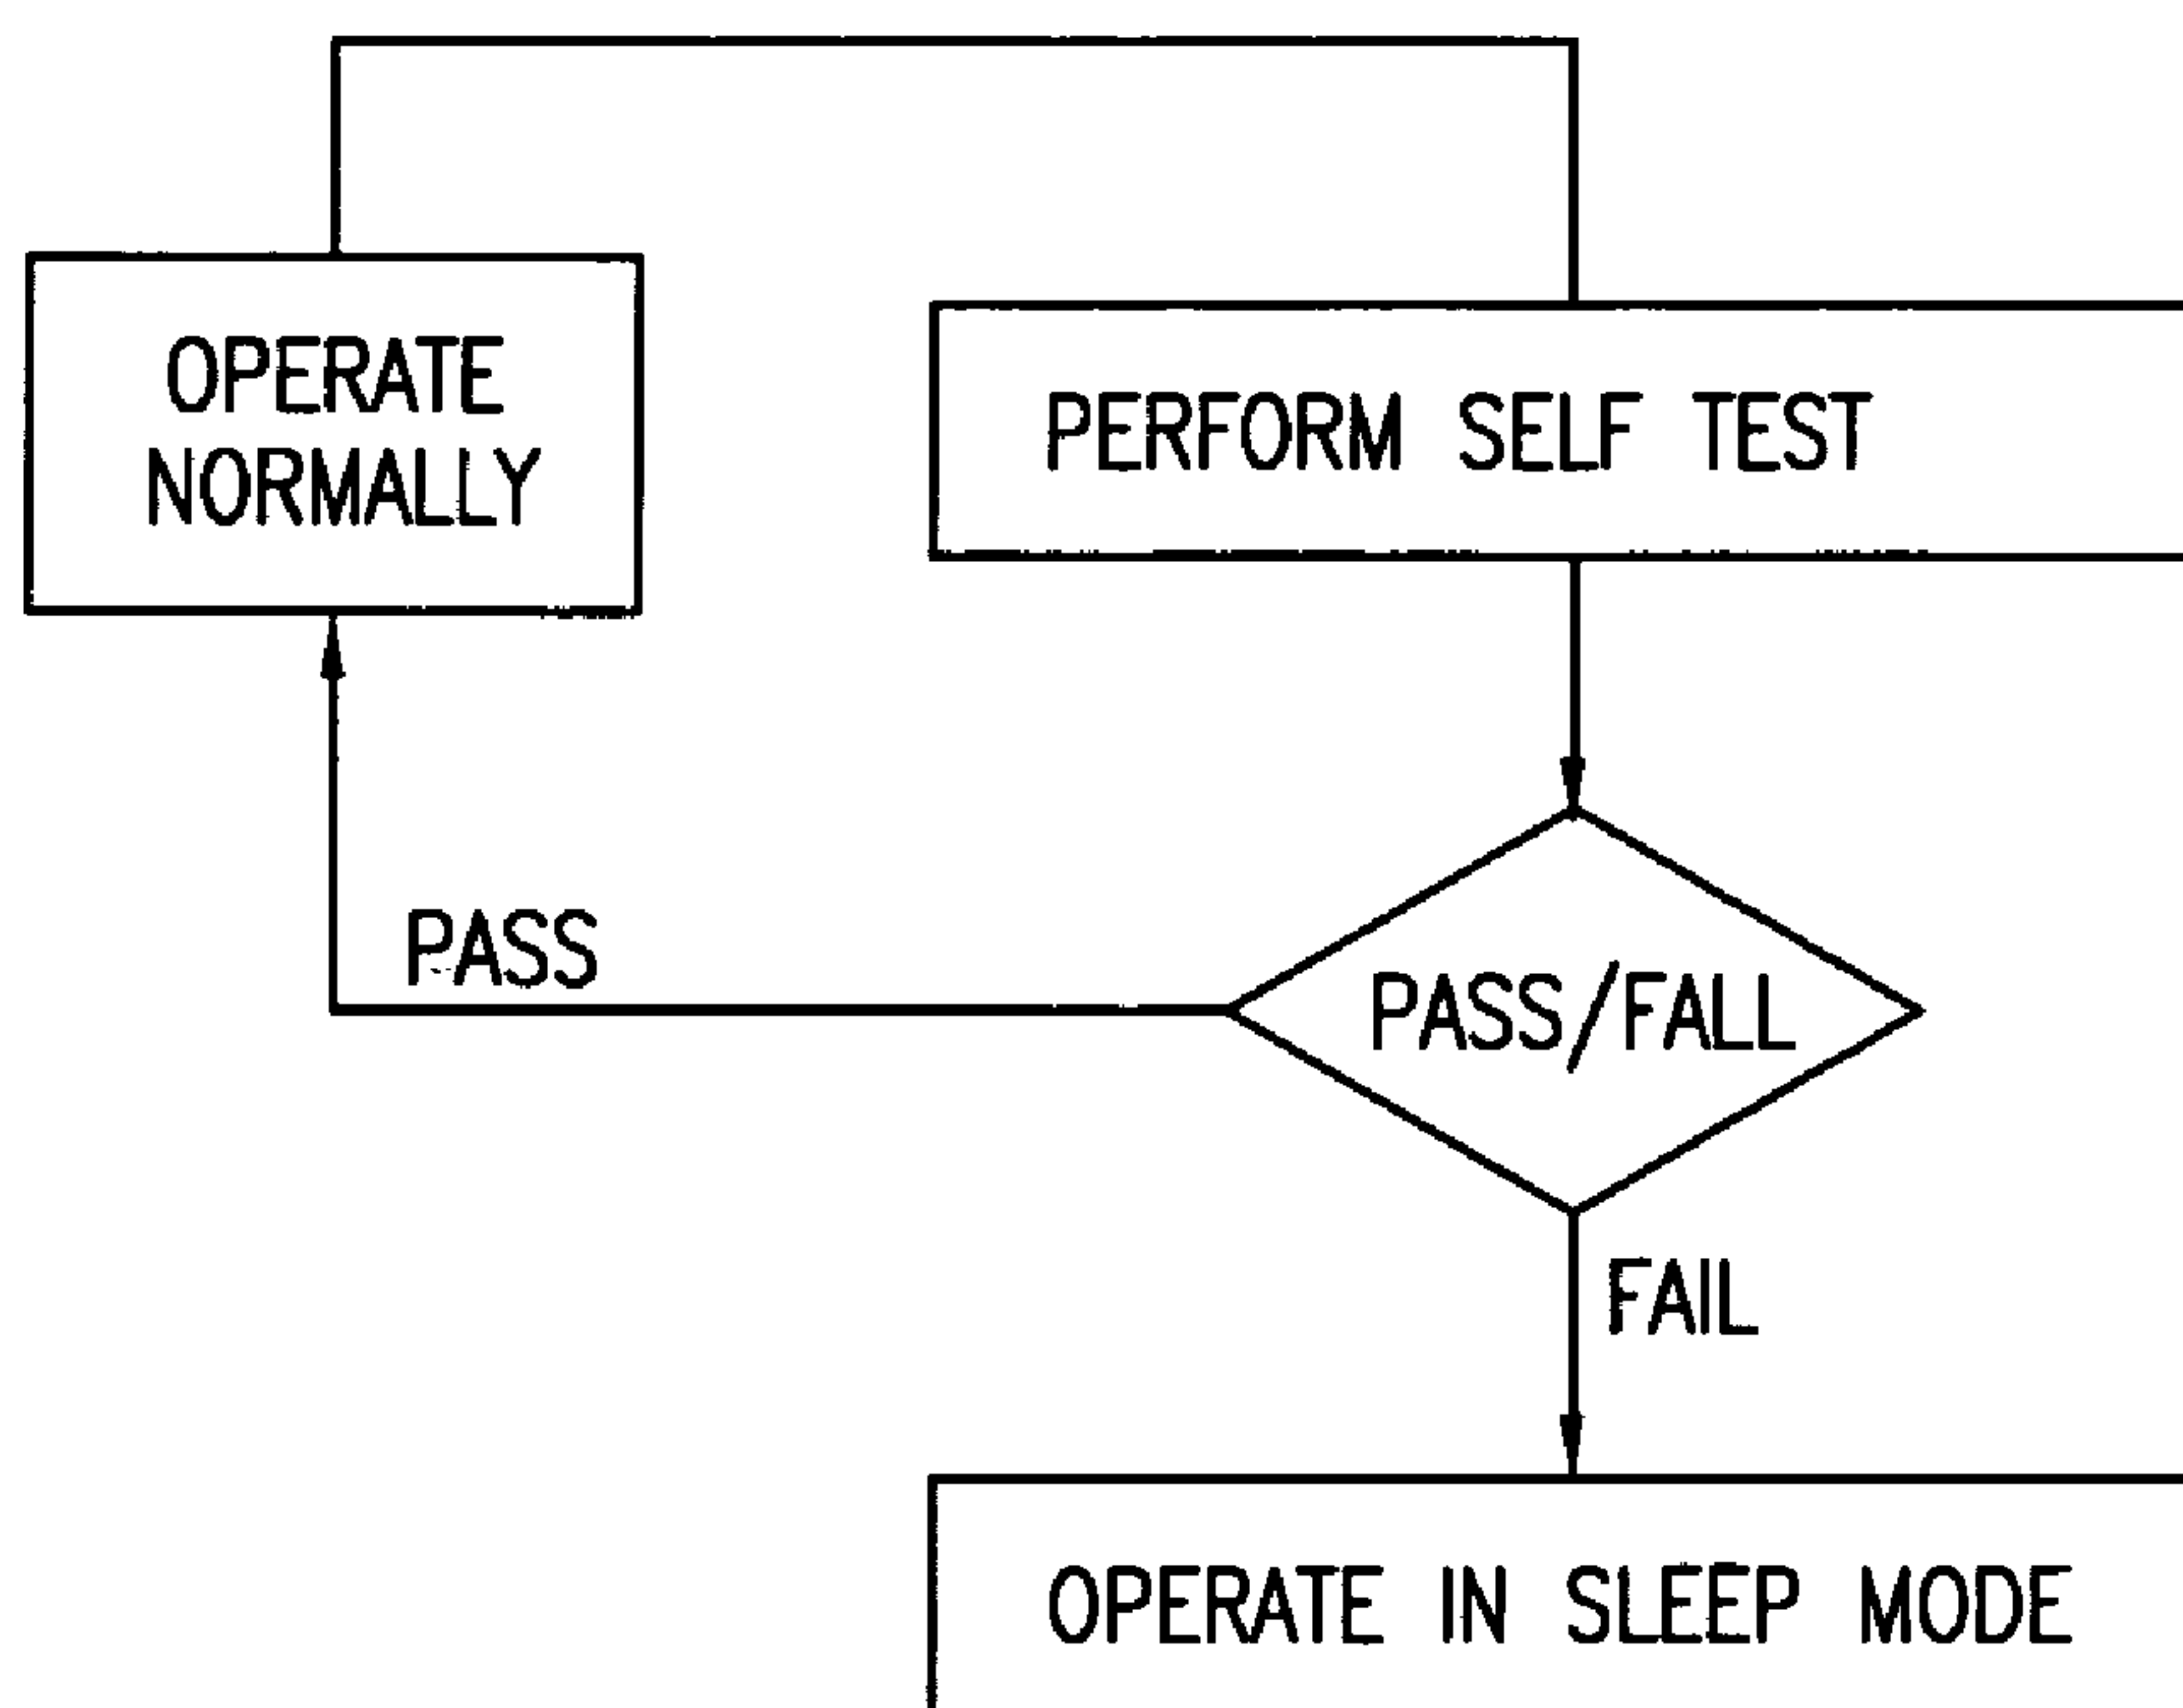 OPERATE
NORMALLY
PERFORM SELF TEST
PASS
PASS/FALL
FAIL
OPERATE IN SLEEP MODE